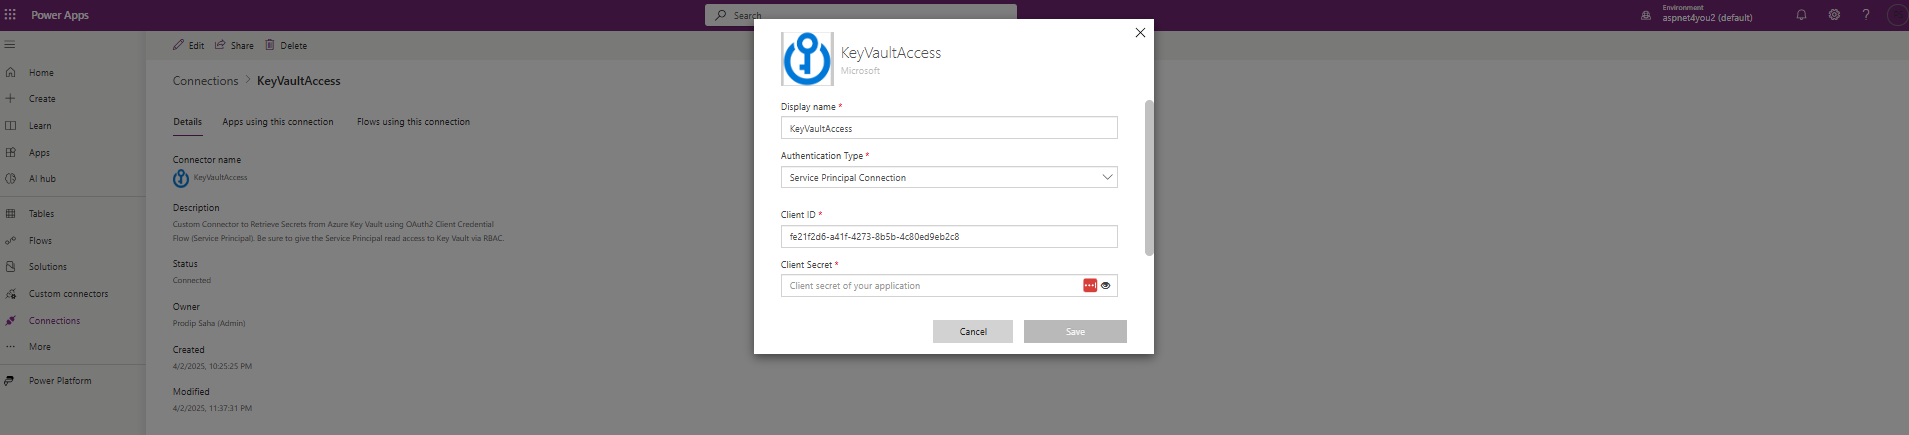 Power Apps
Search
Environment
aspnet4you2 (default)
Edit
Share
Delete
Home
Create
Learn
Apps
AI hub
Tables
Flows
Solutions
Custom connectors
Connections
More
Power Platform
Connections > KeyVaultAccess
Details
Apps using this connection
Flows using this connection
Connector name
KeyVaultAccess
Description
Custom Connector to Retrieve Secrets from Azure Key Vault using OAuth2 Client Credential
Flow (Service Principal). Be sure to give the Service Principal read access to Key Vault via RBAC.
Status
Connected
Owner
Prodip Saha (Admin)
Created
4/2/2025, 10:25:25 PM
Modified
4/2/2025, 11:37:31 PM
KeyVaultAccess
Microsoft
Display name *
KeyVaultAccess
Authentication Type *
Service Principal Connection
Client ID *
fe21f2d6-a41f-4273-8b5b-4c80ed9eb2c8
Client Secret *
Client secret of your application
Cancel
Save